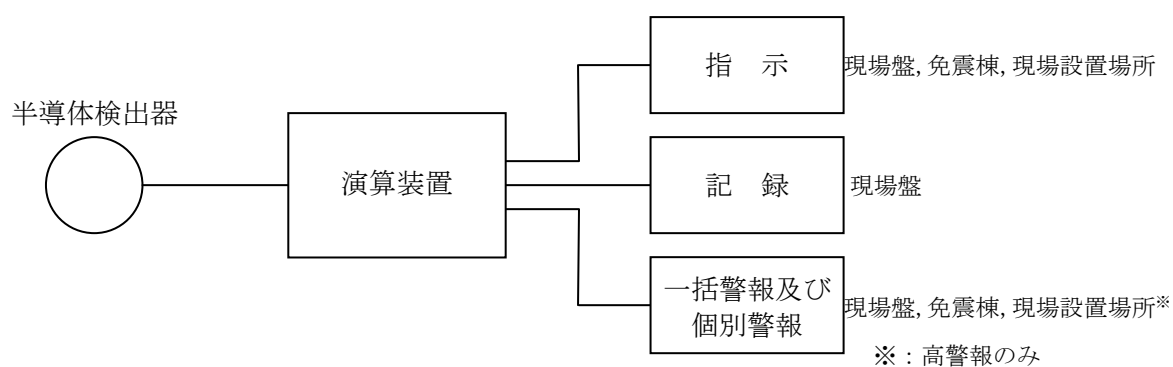 指 示
現場盤, 免震棟, 現場設置場所
半導体検出器
演算装置
記 録
現場盤
一括警報及び
個別警報
現場盤, 免震棟, 現場設置場所※
※:高警報のみ